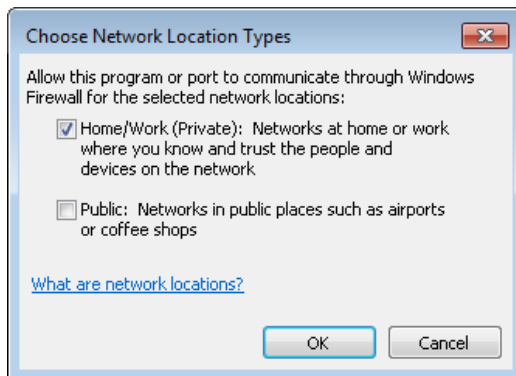 Choose Network Location Types
Allow this program or port to communicate through Windows
Firewall for the selected network locations:
Home/Work (Private): Networks at home or work
where you know and trust the people and
devices on the network
Public: Networks in public places such as airports
or coffee shops
What are network locations?
OK Cancel